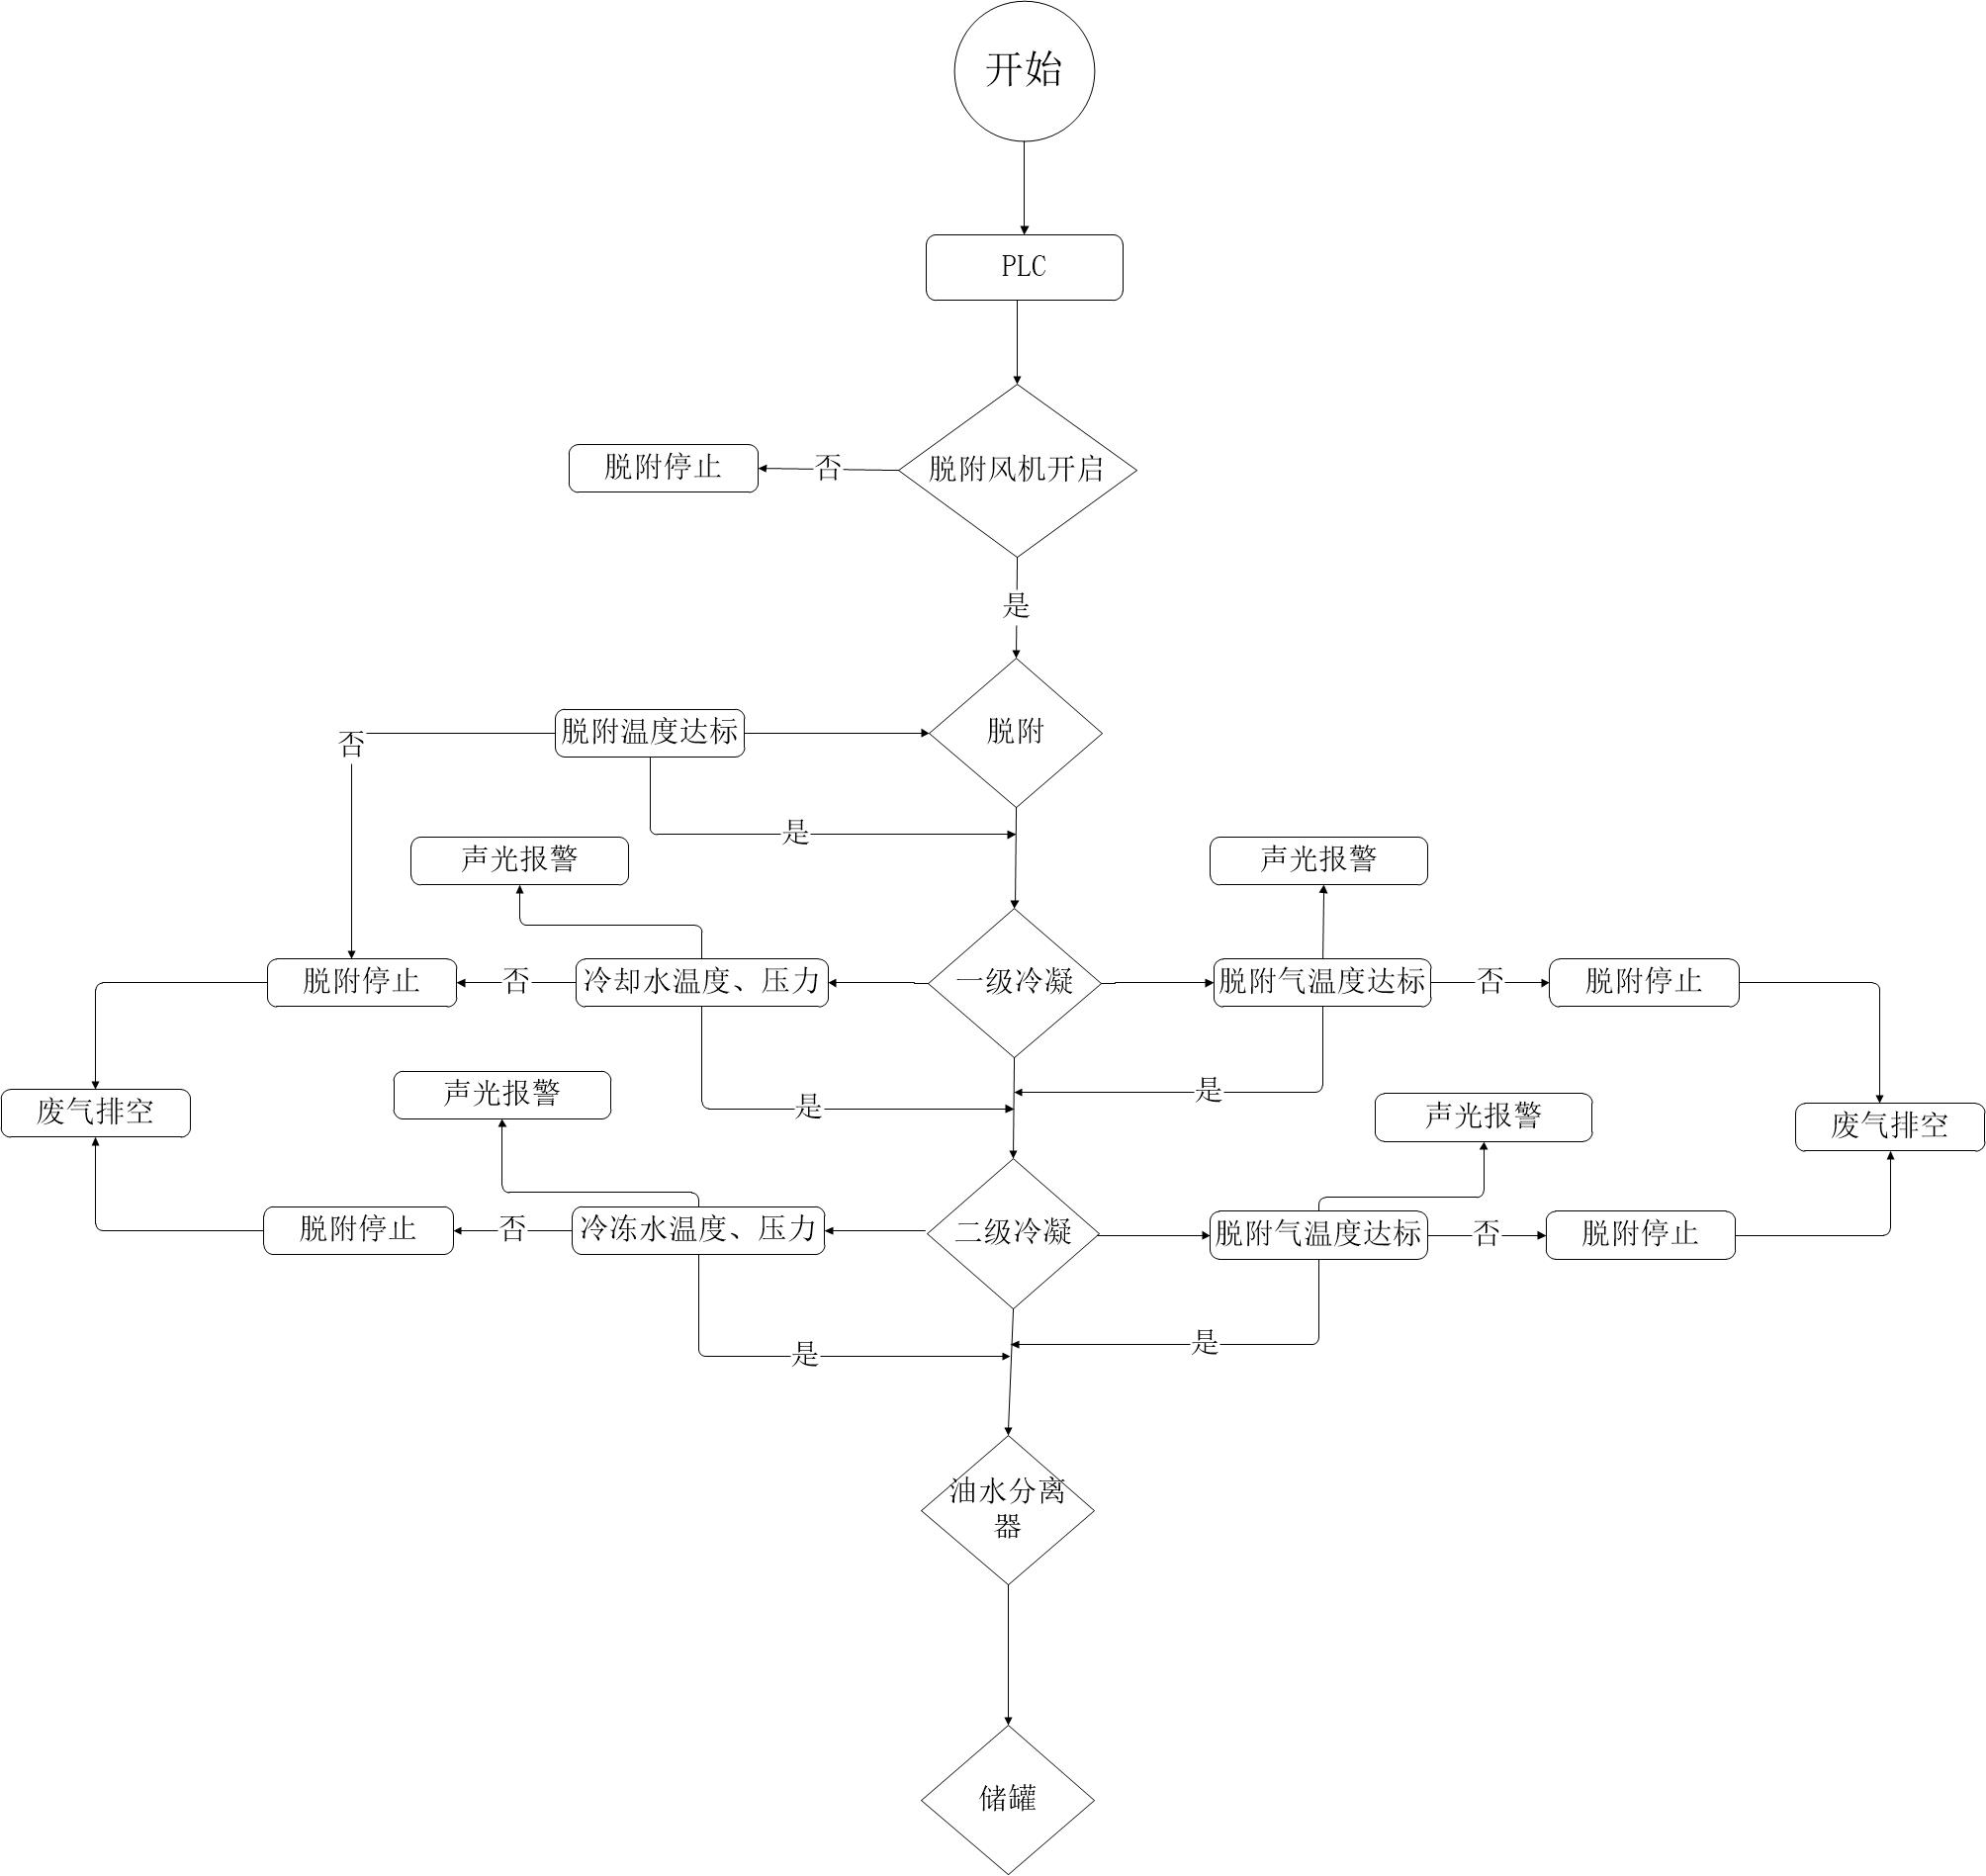 开始
PLC
脱附风机开启
否
脱附停止
是
脱附
脱附温度达标
否
是
声光报警
声光报警
脱附停止
否
冷却水温度、压力
一级冷凝
脱附气温度达标
否
脱附停止
声光报警
是
是
声光报警
废气排空
废气排空
脱附停止
否
冷冻水温度、压力
二级冷凝
脱附气温度达标
否
脱附停止
是
是
油水分离
器
储罐